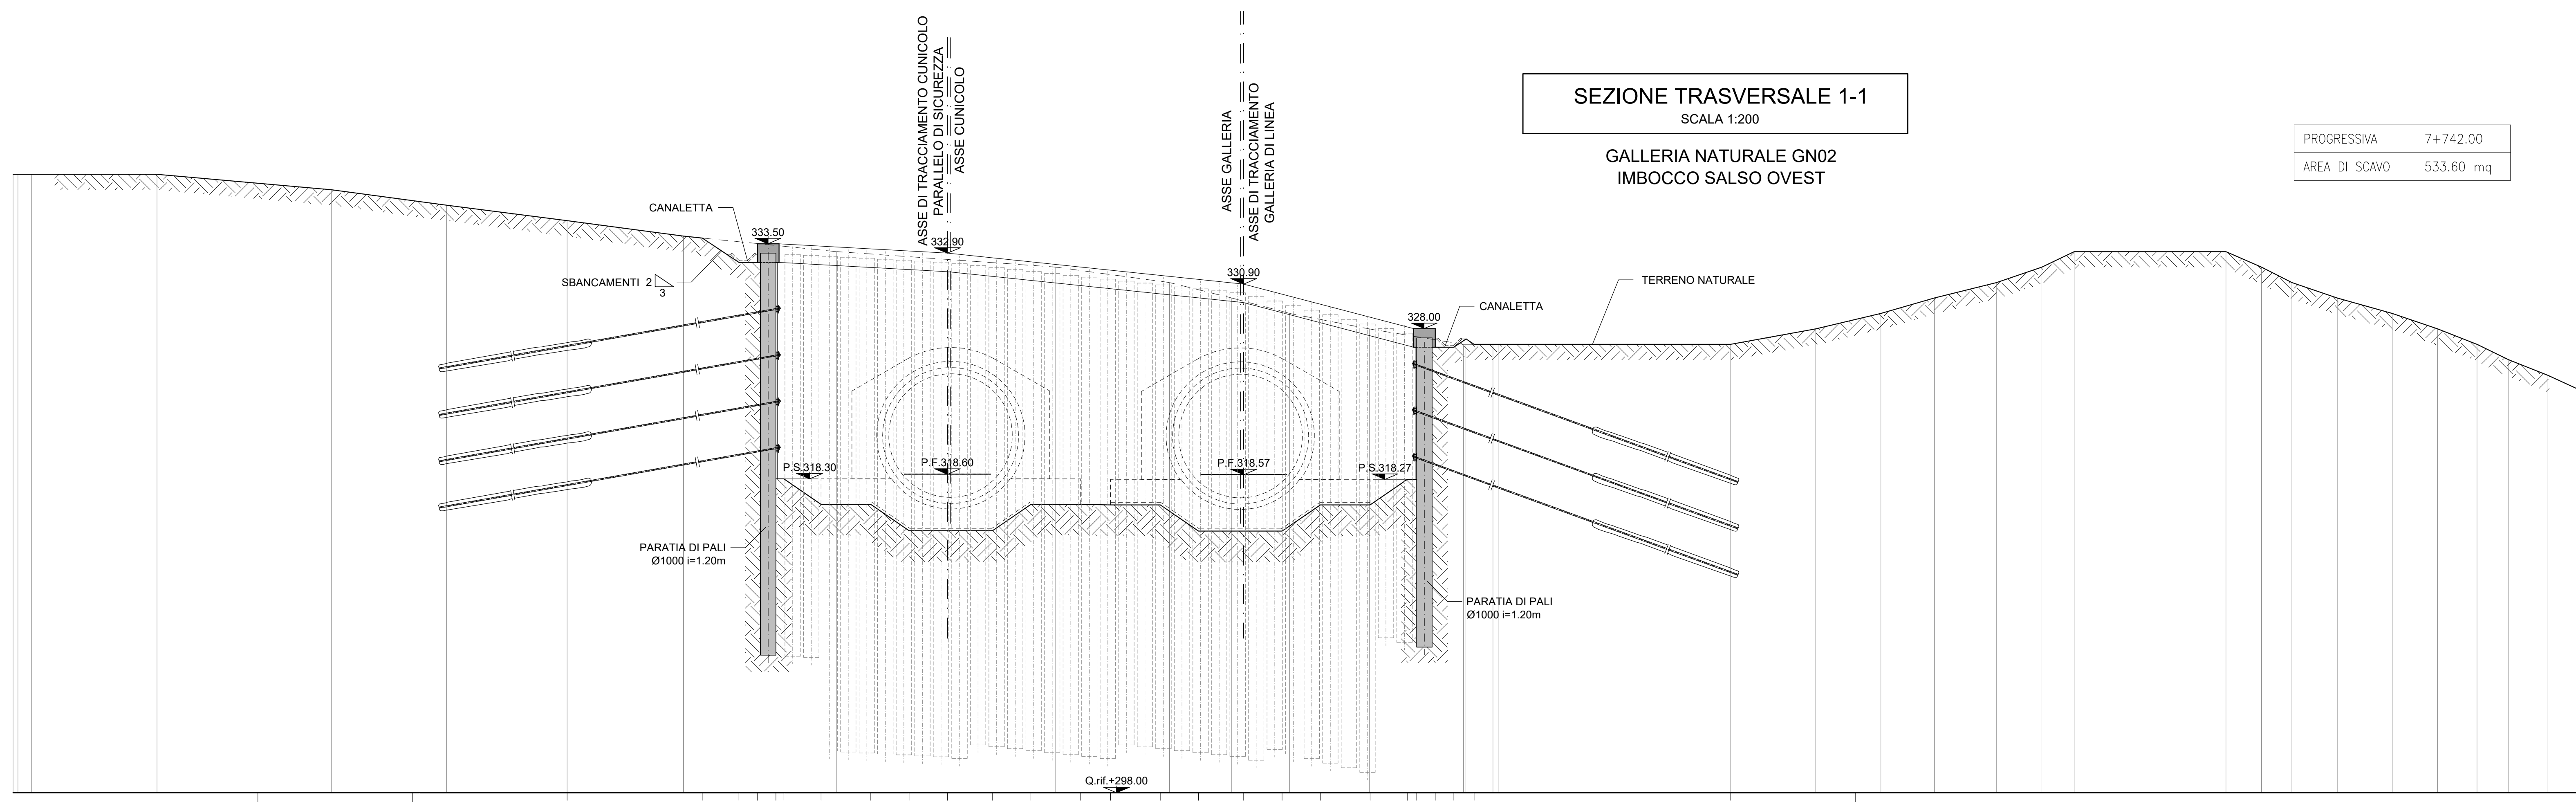 ASSE DI TRACCIAMENTO CUNICOLO
PARALLELO DI SICUREZZA
ASSE CUNICOLO
ASSE GALLERIA
ASSE DI TRACCIAMENTO
GALLERIA DI LINEA
SEZIONE TRASVERSALE 1-1
SCALA 1:200
GALLERIA NATURALE GN02
IMBOCCO SALSO OVEST
PROGRESSIVA 7+742.00
AREA DI SCAVO 533.60 mq
CANALETTA
333.50
332.90
SBANCAMENTI 2
3
330.90
TERRENO NATURALE
CANALETTA
328.00
P.S.318.30
P.F.318.60
P.F.318.57
P.S.318.27
PARATIA DI PALI
Ø1000 i=1.20m
PARATIA DI PALI
Ø1000 i=1.20m
Q.rif.+298.00